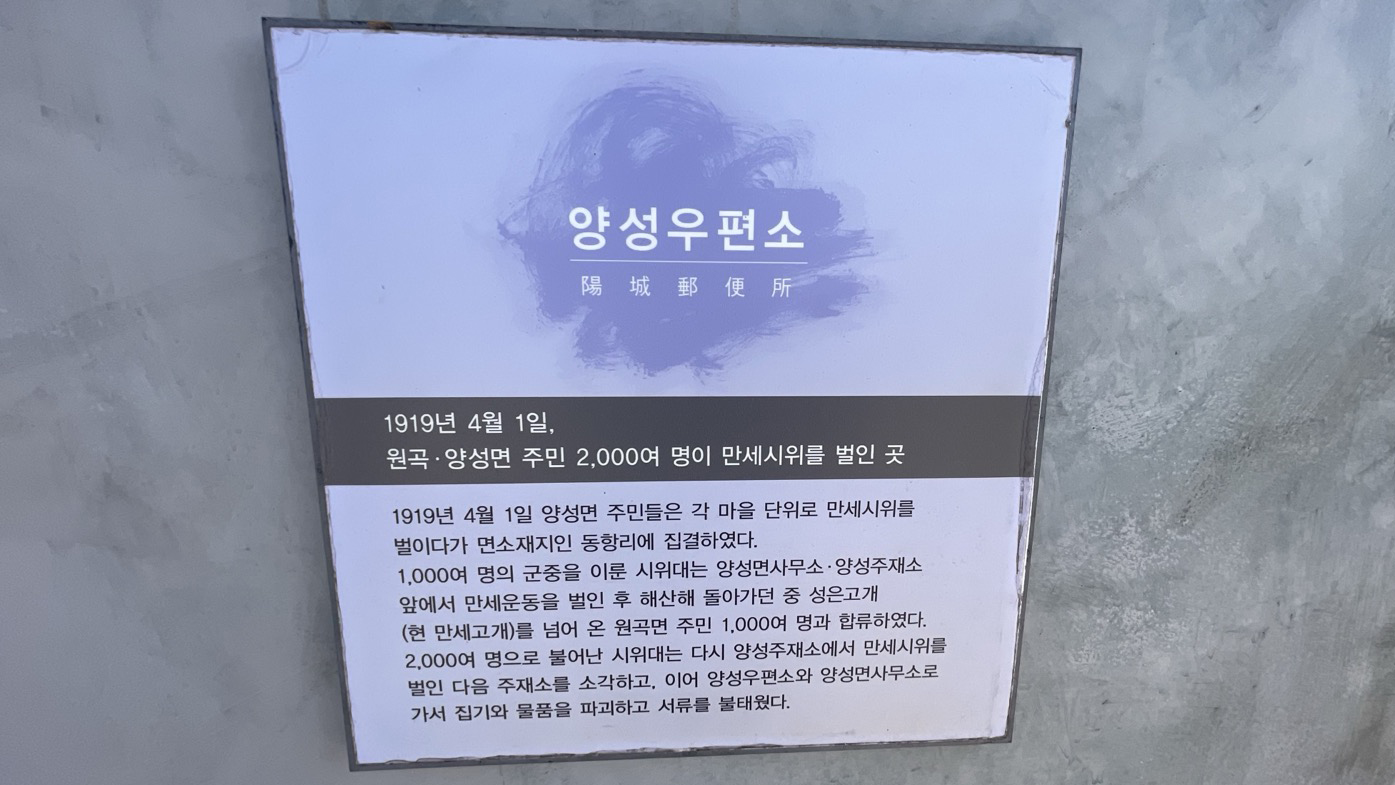 양성우편소
陽城郵便所
1919년 4월 1일,
원곡·양성면 주민 2,000여 명이 만세시위를 벌인 곳
1919년 4월 1일 양성면 주민들은 각 마을 단위로 만세시위를
벌이다가 면소재지인 동항리에 집결하였다.
1,000여 명의 군중을 이룬 시위대는 양성면사무소·양성주재소
앞에서 만세운동을 벌인 후 해산해 돌아가던 중 성은고개
(현 만세고개)를 넘어 온 원곡면 주민 1,000여 명과 합류하였다.
2,000여 명으로 불어난 시위대는 다시 양성주재소에서 만세시위를
벌인 다음 주재소를 소각하고, 이어 양성우편소와 양성면사무소로
가서 집기와 물품을 파괴하고 서류를 불태웠다.